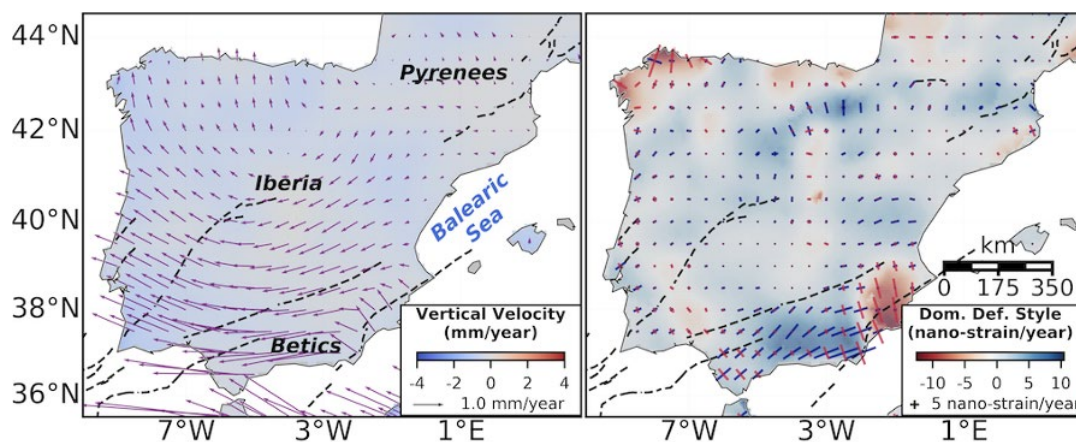 44°N
42°N
40°N
38°N
36°N
Pyrenees
Iberia
Balearic
Sea
Betics
Vertical Velocity
(mm/year)
-4 -2 0 2 4
1.0 mm/year
7°W 4°W 1°E
km
0 175 350
Dom. Def. Style
(nano-strain/year)
-10 -5 0 5 10
5 nano-strain/year
7°W 3°W 1°E